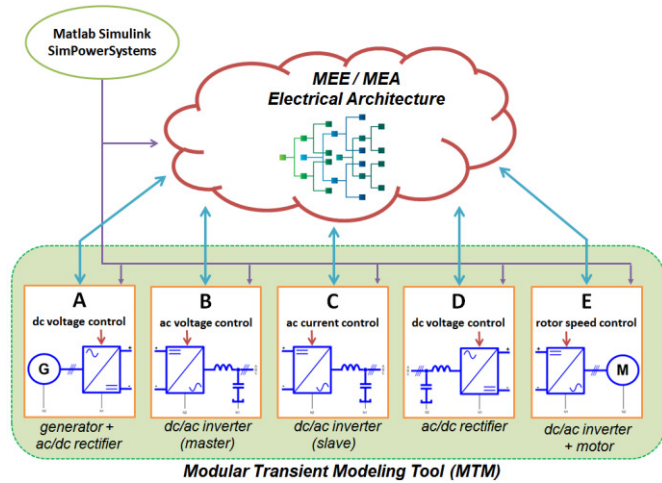 Matlab Simulink
SimPowerSystems
MEE / MEA
Electrical Architecture
A
dc voltage control
G
generator +
ac/dc rectifier
B
ac voltage control
dc/ac inverter
(master)
C
ac current control
dc/ac inverter
(slave)
D
dc voltage control
ac/dc rectifier
E
rotor speed control
M
dc/ac inverter
+ motor
Modular Transient Modeling Tool (MTM)